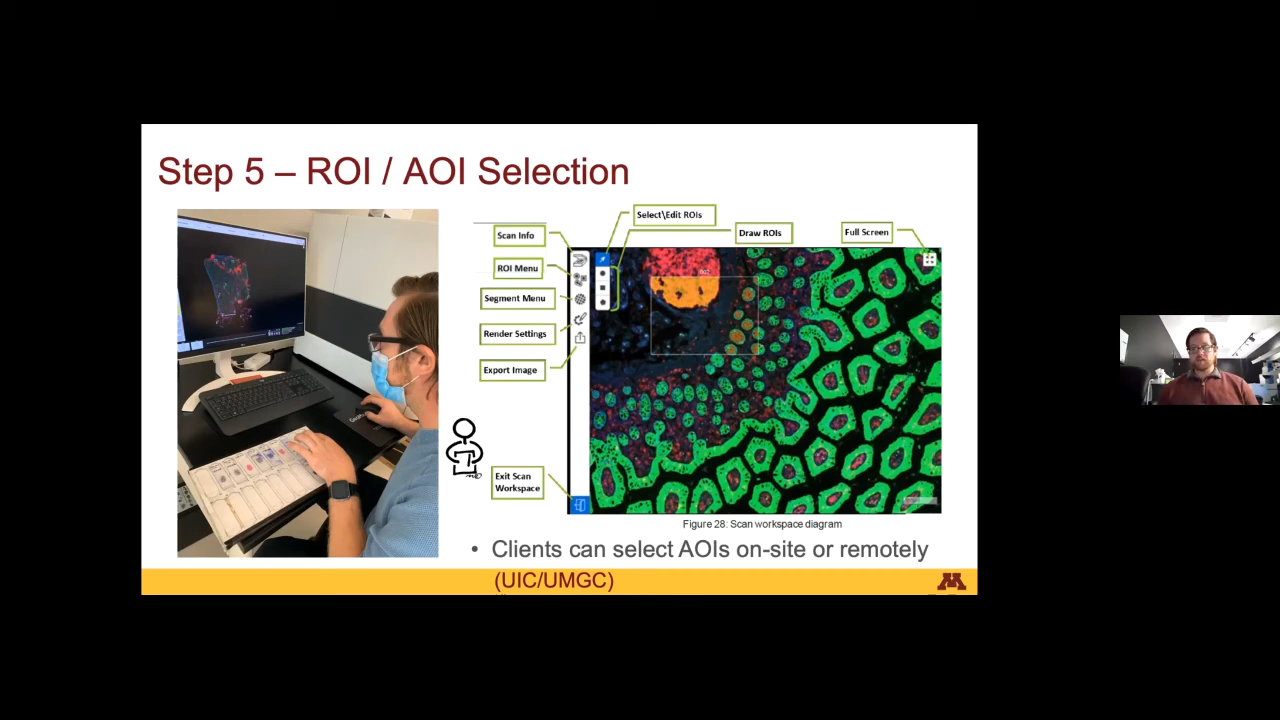 Step 5 – ROI / AOI Selection
Select\Edit ROIs
Scan Info
Draw ROIs
Full Screen
ROI Menu
Segment Menu
Render Settings
Export Image
Exit Scan
Workspace
Figure 28: Scan workspace diagram
• Clients can select AOIs on-site or remotely
(UIC/UMGC)
M